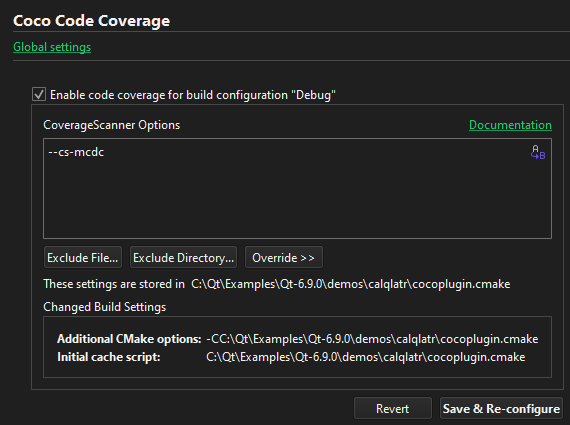 Coco Code Coverage
Global settings
Enable code coverage for build configuration "Debug"
CoverageScanner Options Documentation
--cs-mcdc
A
B
Exclude File... Exclude Directory... Override >>
These settings are stored in C:\Qt\Examples\Qt-6.9.0\demos\calqlatr\cocoplugin.cmake
Changed Build Settings
Additional CMake options: -CC:\Qt\Examples\Qt-6.9.0\demos\calqlatr\cocoplugin.cmake
Initial cache script: C:\Qt\Examples\Qt-6.9.0\demos\calqlatr\cocoplugin.cmake
Revert Save & Re-configure